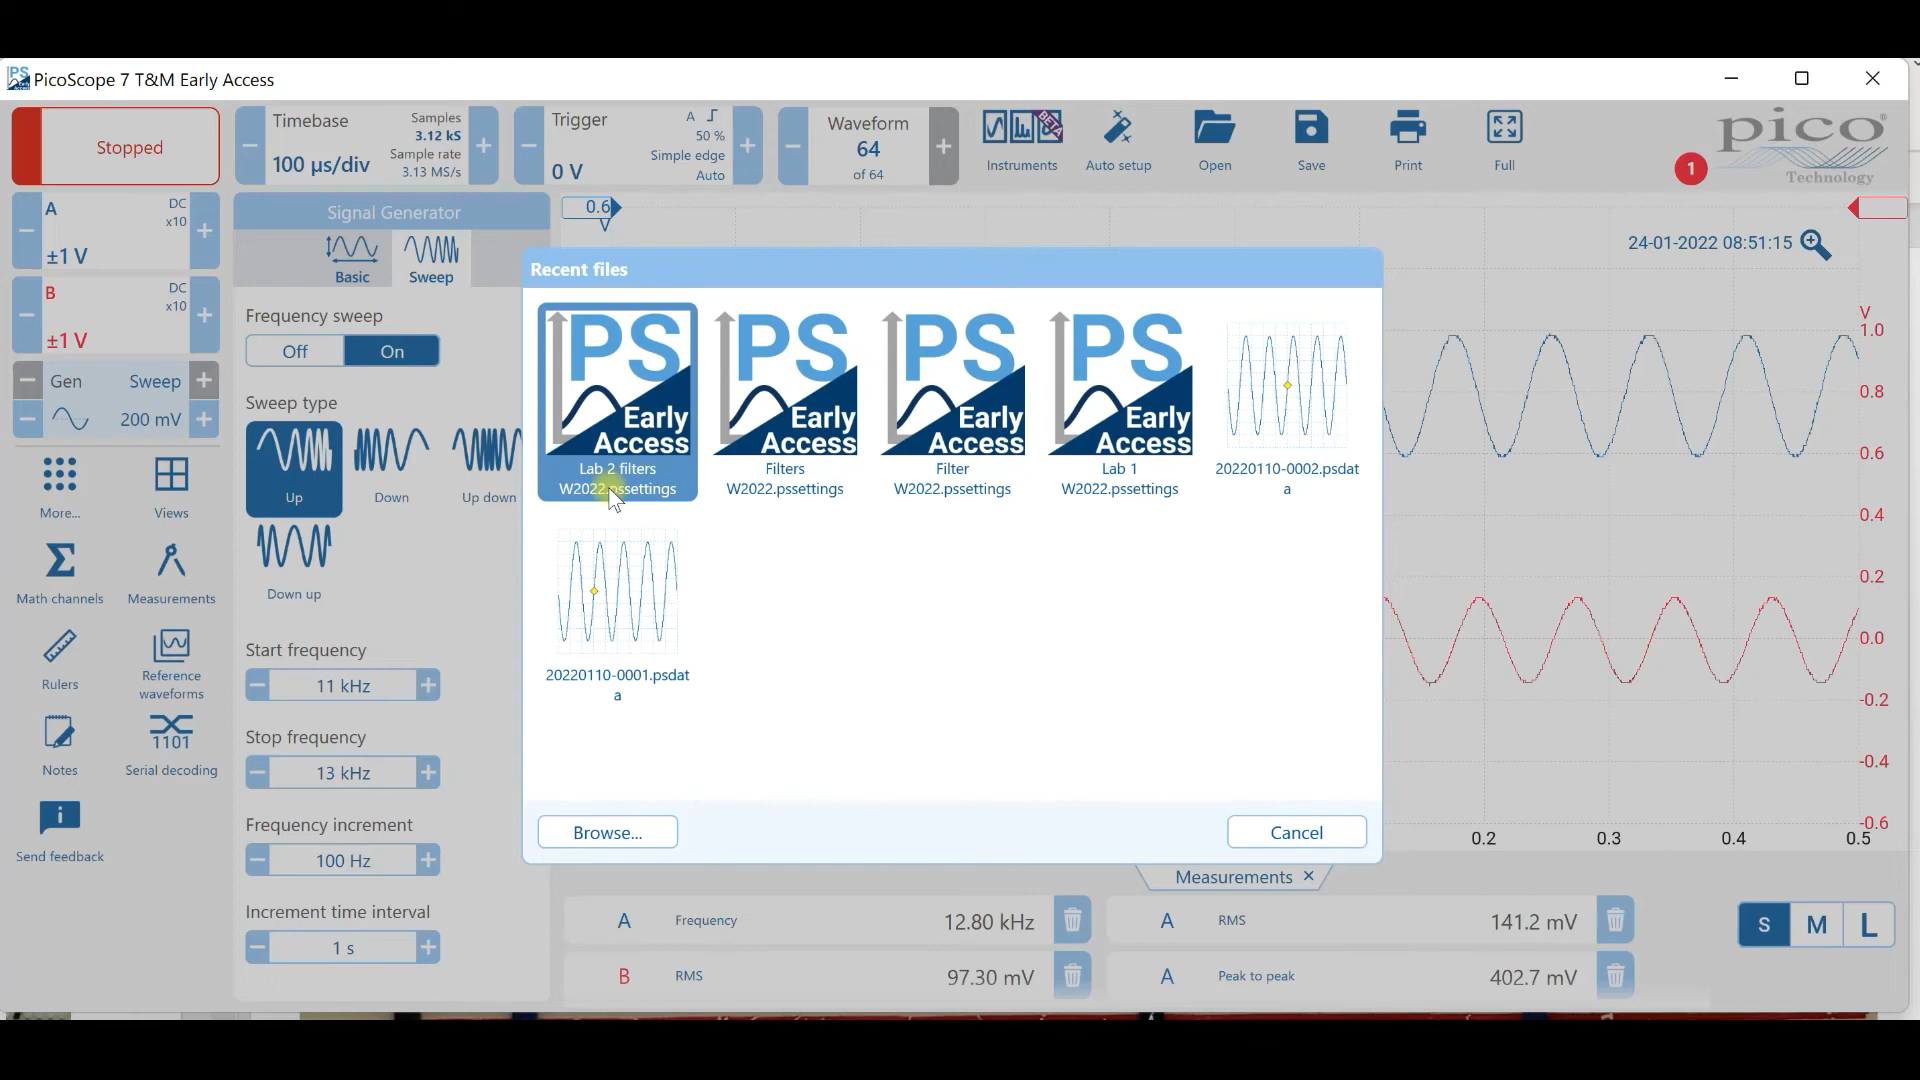 PS
PicoScope 7 T&M Early Access
Stopped
Timebase
100 µs/div
Samples
3.12 kS
Sample rate
3.13 MS/s
Trigger
0 V
A
50 %
Simple edge
Auto
Waveform
64
of 64
Instruments
BETA
Auto setup
Open
Save
Print
Full
1
pico
Technology
A
DC
x10
±1 V
B
DC
x10
±1 V
Gen
Sweep
200 mV
More...
Views
Math channels
Measurements
Rulers
Reference
waveforms
Notes
1101
Serial decoding
Send feedback
Signal Generator
Basic
Sweep
Frequency sweep
Off
On
Sweep type
Up
Down
Up down
Down up
Start frequency
11 kHz
Stop frequency
13 kHz
Frequency increment
100 Hz
Increment time interval
1 s
0.6
V
24-01-2022 08:51:15
Recent files
PS
Early
Access
Lab 2 filters
W2022.pssettings
PS
Early
Access
Filters
W2022.pssettings
PS
Early
Access
Filter
W2022.pssettings
PS
Early
Access
Lab 1
W2022.pssettings
20220110-0002.psdat
a
20220110-0001.psdat
a
Browse...
Cancel
V
1.0
0.8
0.6
0.4
0.2
0.0
-0.2
-0.4
-0.6
0.2
0.3
0.4
0.5
Measurements
A
Frequency
12.80 kHz
A
RMS
141.2 mV
B
RMS
97.30 mV
A
Peak to peak
402.7 mV
S
M
L